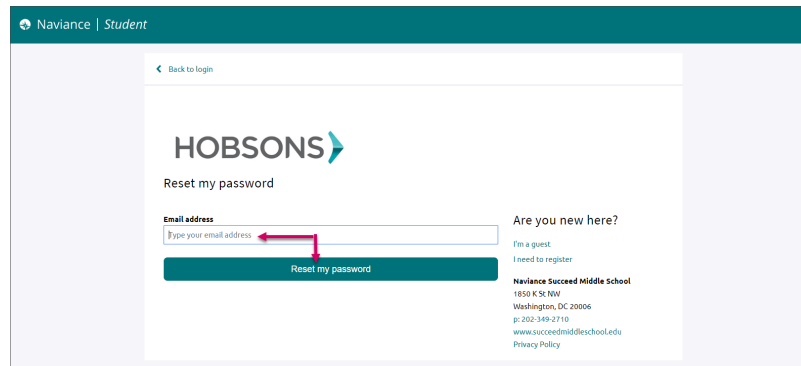 Naviance | Student
Back to login
HOBSONS
Reset my password
Email address
Type your email address
Reset my password
Are you new here?
I'm a guest
I need to register
Naviance Succeed Middle School
1850 K St NW
Washington, DC 20006
p: 202-349-2710
www.succeedmiddleschool.edu
Privacy Policy